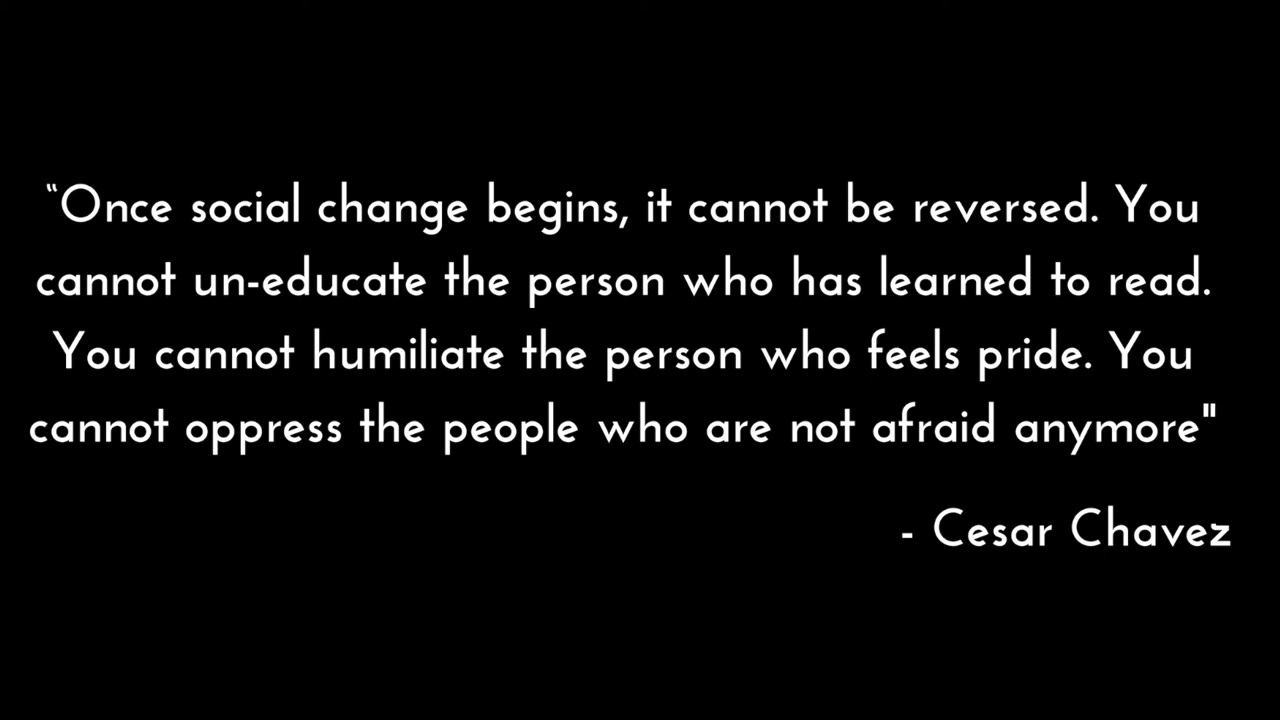 “Once social change begins, it cannot be reversed. You
cannot un-educate the person who has learned to read.
You cannot humiliate the person who feels pride. You
cannot oppress the people who are not afraid anymore"
- Cesar Chavez